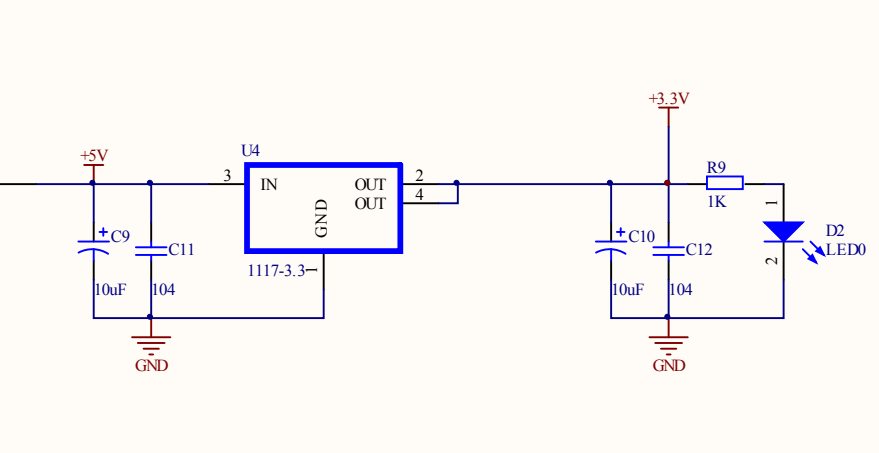 +3.3V
U4
+5V
R9
3
IN
OUT
2
OUT
4
1K
1
GND
+
C9
+
C10
D2
LED0
C11
C12
2
1117-3.3
1
10uF
104
10uF
104
GND
GND